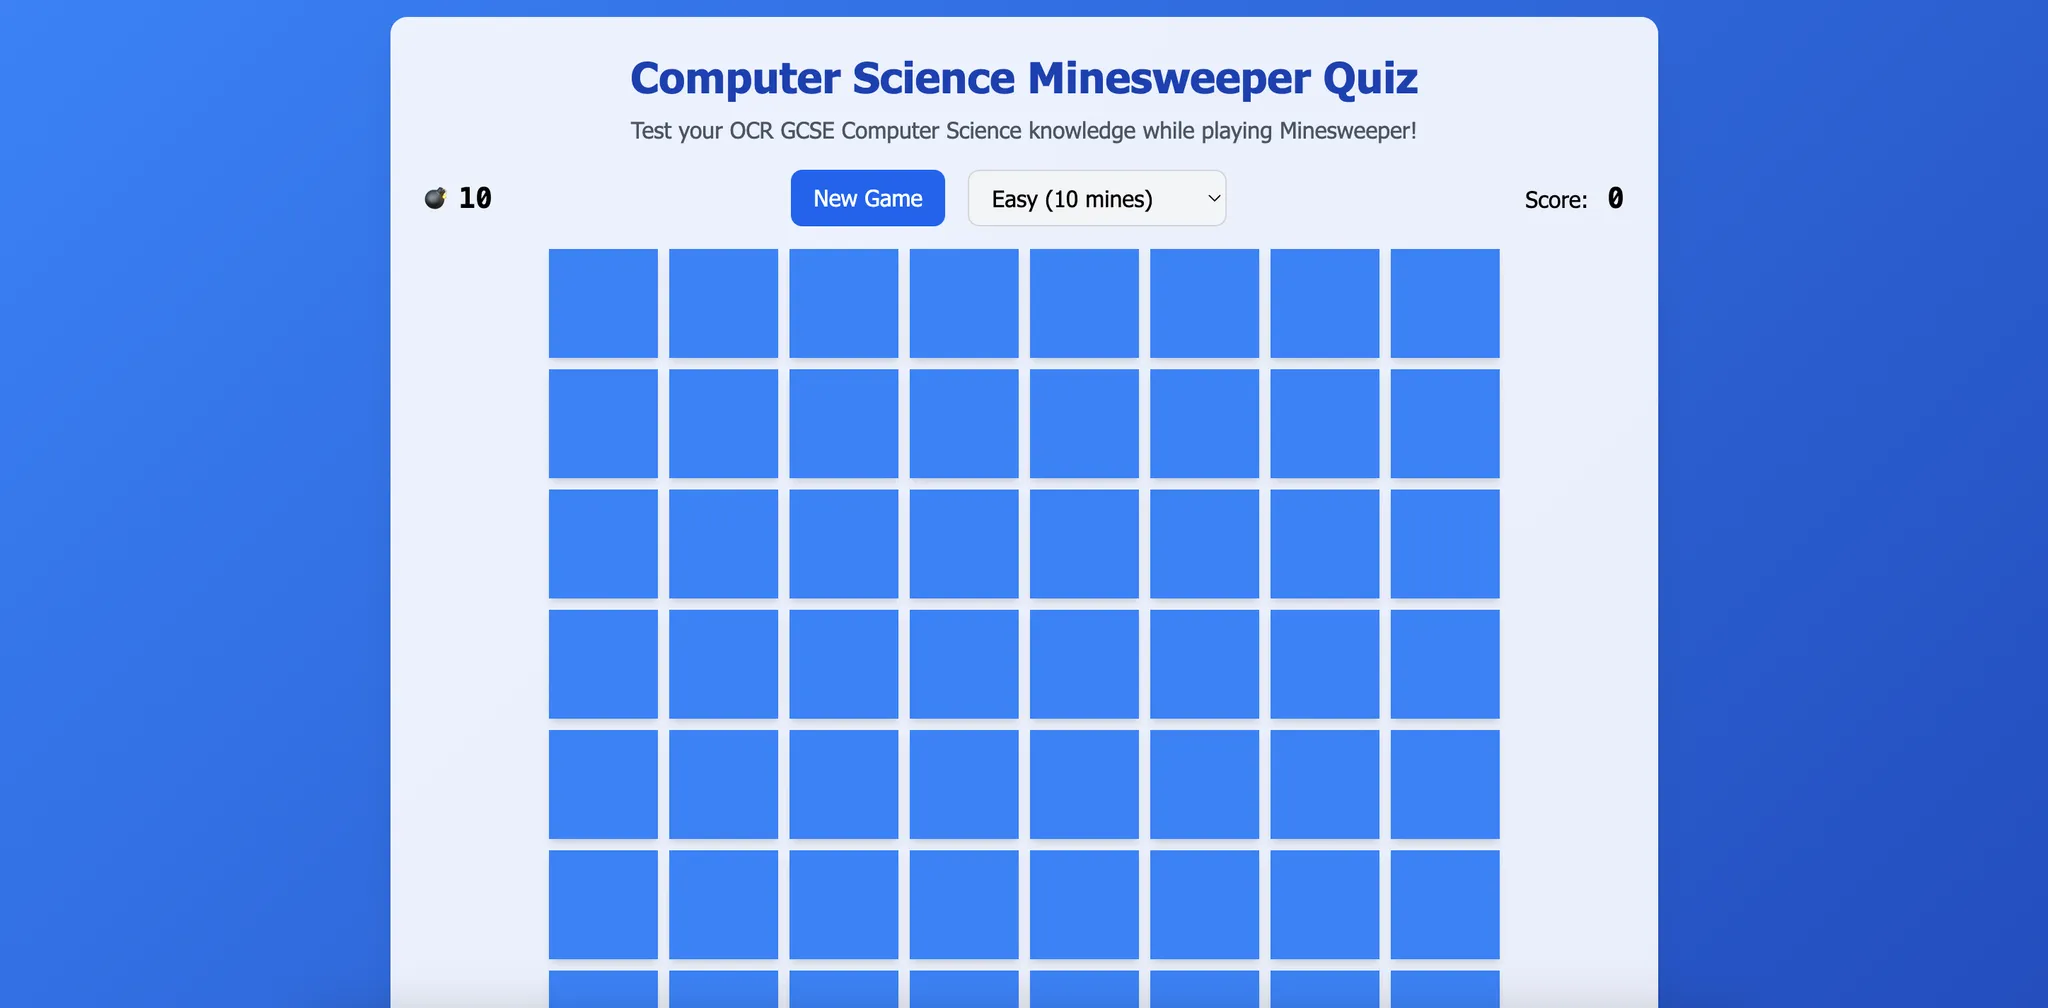 Computer Science Minesweeper Quiz
Test your OCR GCSE Computer Science knowledge while playing Minesweeper!
10
New Game
Easy (10 mines)
Score: 0